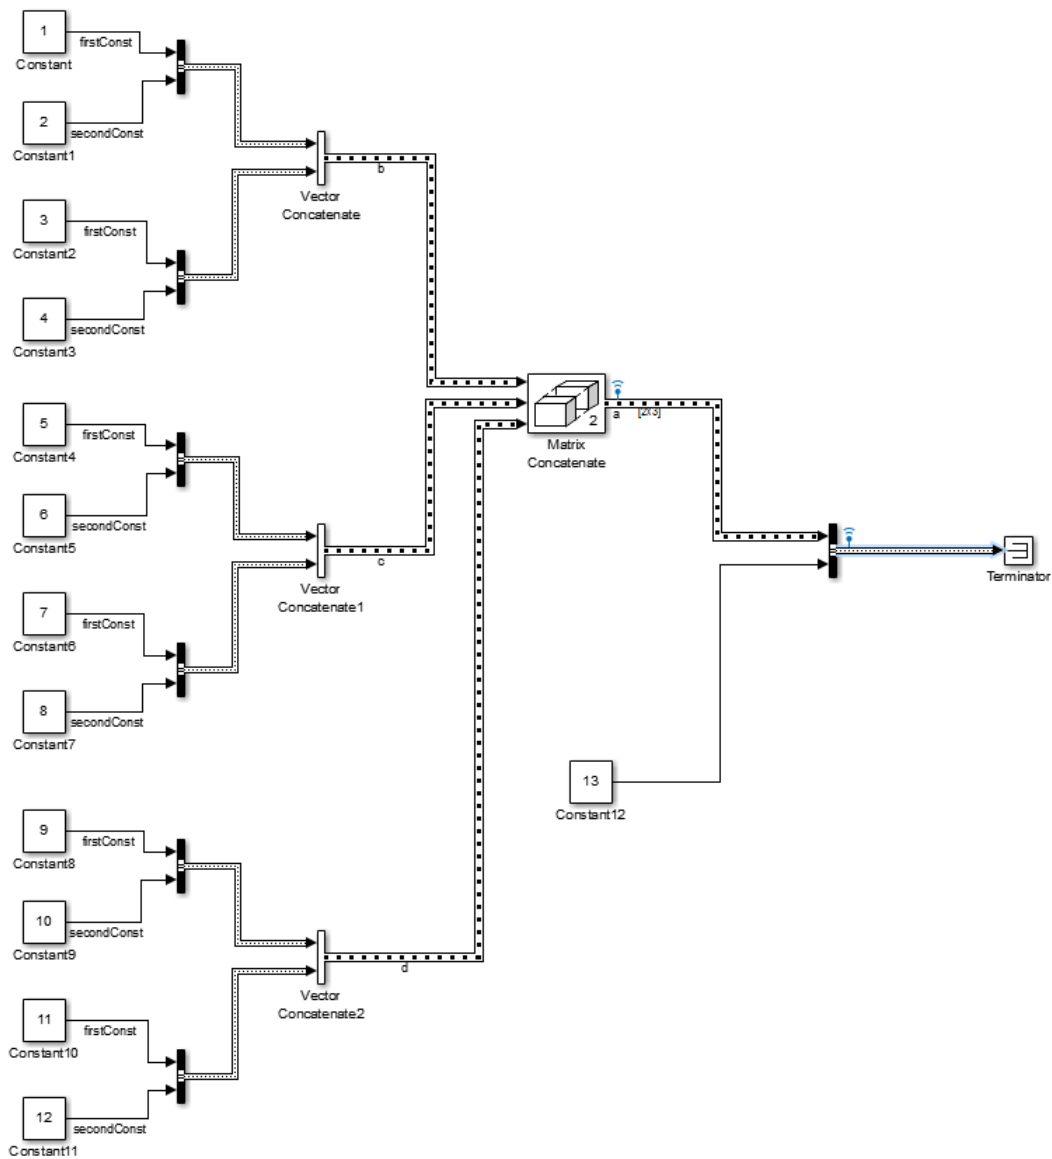 1
firstConst
Constant
2
secondConst
Constant1
b
Vector
Concatenate
3
firstConst
Constant2
4
secondConst
Constant3
2
a
[2x3]
Matrix
Concatenate
5
firstConst
Constant4
6
secondConst
Constant5
c
Vector
Concatenate1
Terminator
7
firstConst
Constant6
8
secondConst
Constant7
13
Constant12
9
firstConst
Constant8
10
secondConst
Constant9
d
Vector
Concatenate2
11
firstConst
Constant10
12
secondConst
Constant11